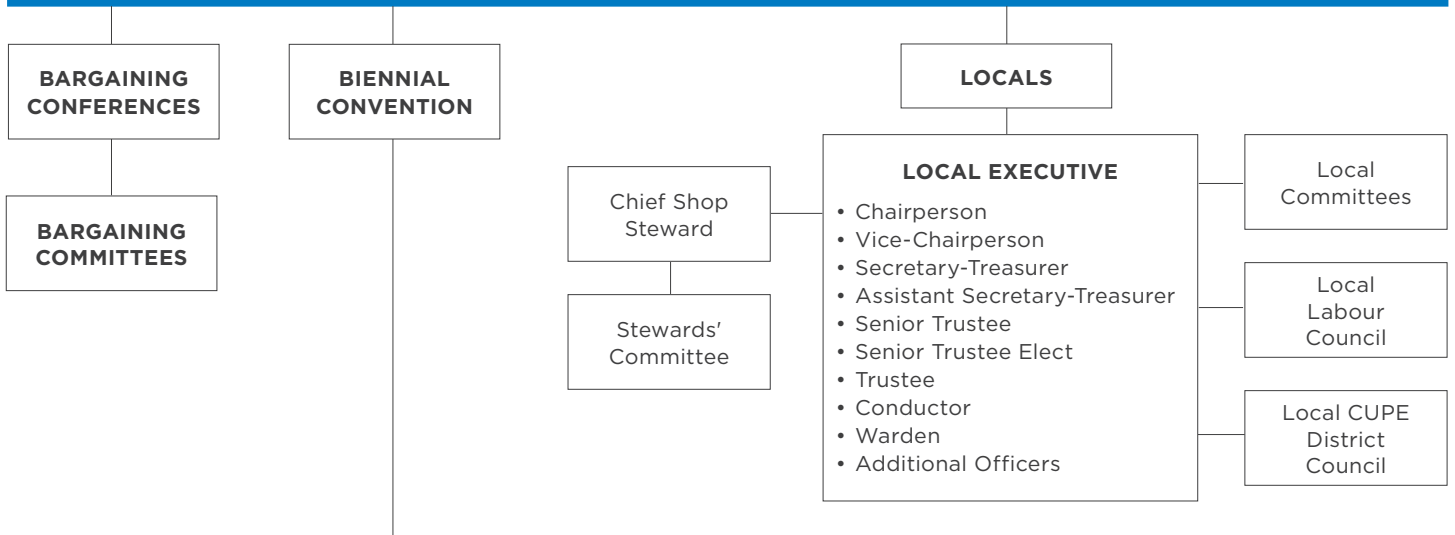 BARGAINING
CONFERENCES
BARGAINING
COMMITTEES
BIENNIAL
CONVENTION
LOCALS
Chief Shop
Steward
Stewards'
Committee
LOCAL EXECUTIVE
• Chairperson
• Vice-Chairperson
• Secretary-Treasurer
• Assistant Secretary-Treasurer
• Senior Trustee
• Senior Trustee Elect
• Trustee
• Conductor
• Warden
• Additional Officers
Local
Committees
Local
Labour
Council
Local CUPE
District
Council